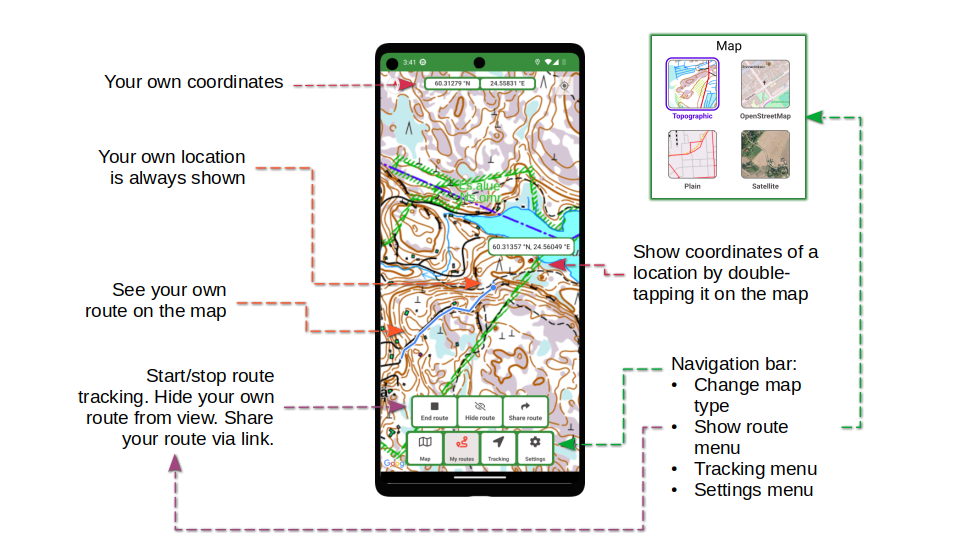 Your own coordinates
Your own location
is always shown
See your own
route on the map
Start/stop route
tracking. Hide your own
route from view. Share
your route via link.
3:41
60.31279 °N
24.55831 °E
60.31357 °N, 24.56049 °E
End route
Hide route
Share route
Map
My routes
Tracking
Settings
Map
Topographic
OpenStreetMap
Plain
Satellite
Show coordinates of a
location by double-
tapping it on the map
Navigation bar:
• Change map
type
• Show route
menu
• Tracking menu
• Settings menu